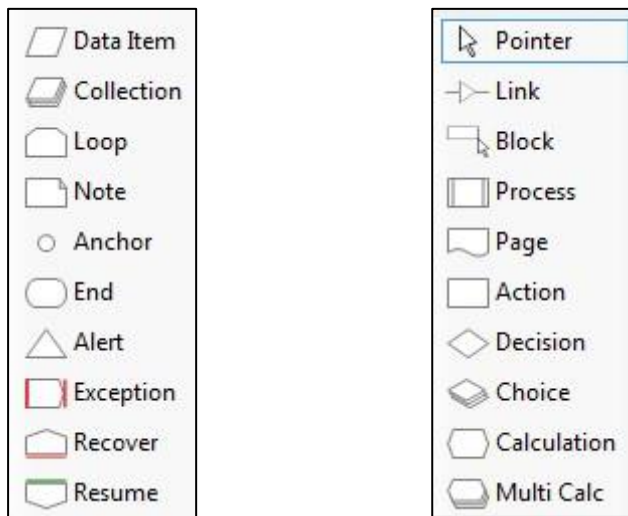 Data Item
Collection
Loop
Note
Anchor
End
Alert
Exception
Recover
Resume
Pointer
Link
Block
Process
Page
Action
Decision
Choice
Calculation
Multi Calc